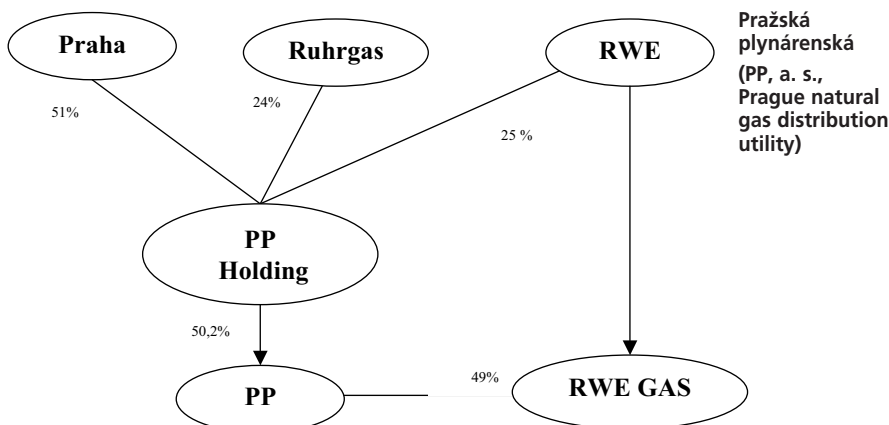 Praha
Ruhrgas
RWE
Pražská
plynárenská
(PP, a. s.,
Prague natural
gas distribution
utility)
51%
24%
25 %
PP
Holding
50,2%
PP
49%
RWE GAS